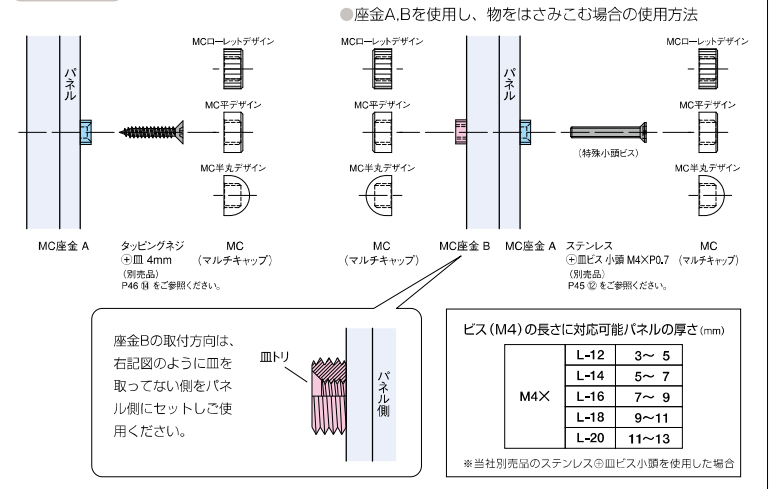 ●座金A,Bを使用し、物をはさみこむ場合の使用方法
MCローレットデザイン
パネル
MC平デザイン
MC半丸デザイン
MC座金 A
タッピングネジ
⊕皿 4mm
(別売品)
P46 ⑭ をご参照ください。
MC
(マルチキャップ)
MCローレットデザイン
MC平デザイン
MC半丸デザイン
MC
(マルチキャップ)
パネル
MC座金 B
MC座金 A
(特殊小頭ビス)
ステンレス
⊕皿ビス 小頭 M4×P0.7
(別売品)
P45 ⑫ をご参照ください。
MCローレットデザイン
MC平デザイン
MC半丸デザイン
MC
(マルチキャップ)
座金Bの取付方向は、
右記図のように皿を
取ってない側をパネ
ル側にセットしご使
用ください。
皿トリ
パネル側
ビス(M4)の長さに対応可能パネルの厚さ(mm)
M4×
L-12 3～ 5
L-14 5～ 7
L-16 7～ 9
L-18 9～11
L-20 11～13
※当社別売品のステンレス⊕皿ビス小頭を使用した場合